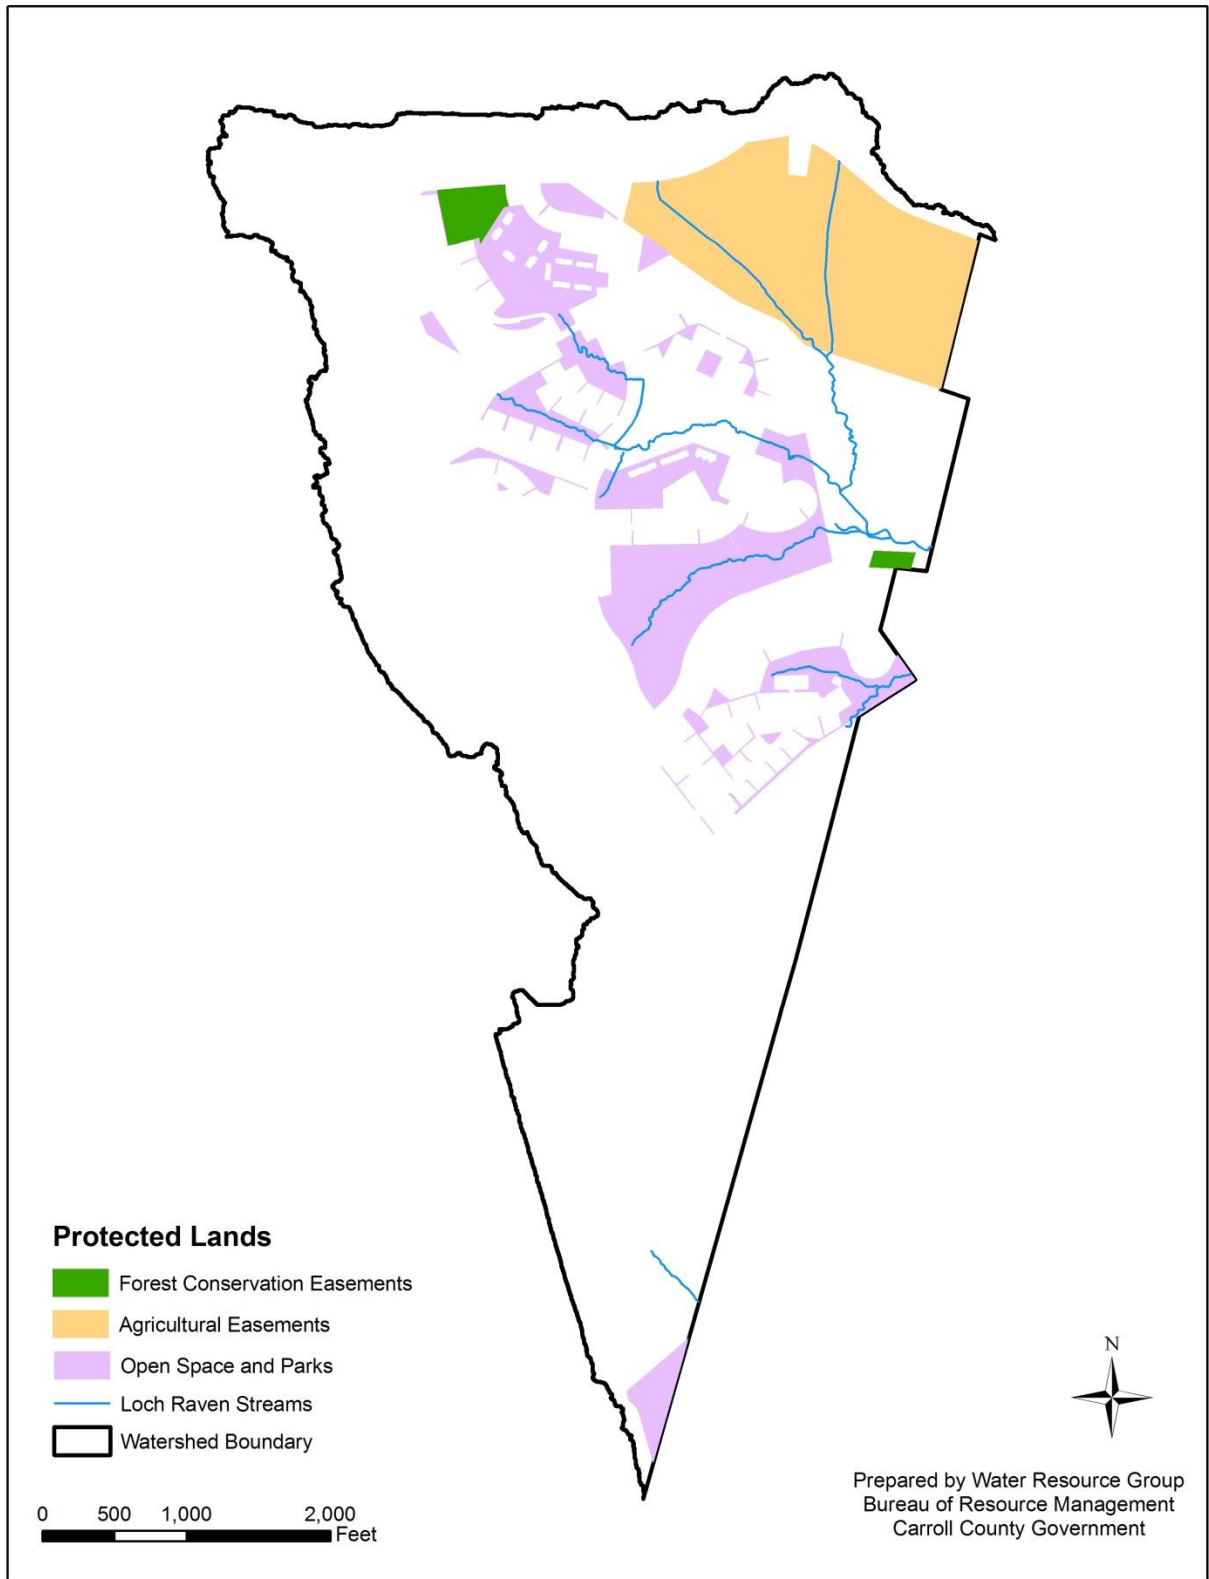 Protected Lands
Forest Conservation Easements
Agricultural Easements
Open Space and Parks
Loch Raven Streams
Watershed Boundary
0 500 1,000 2,000
Feet
N
Prepared by Water Resource Group
Bureau of Resource Management
Carroll County Government